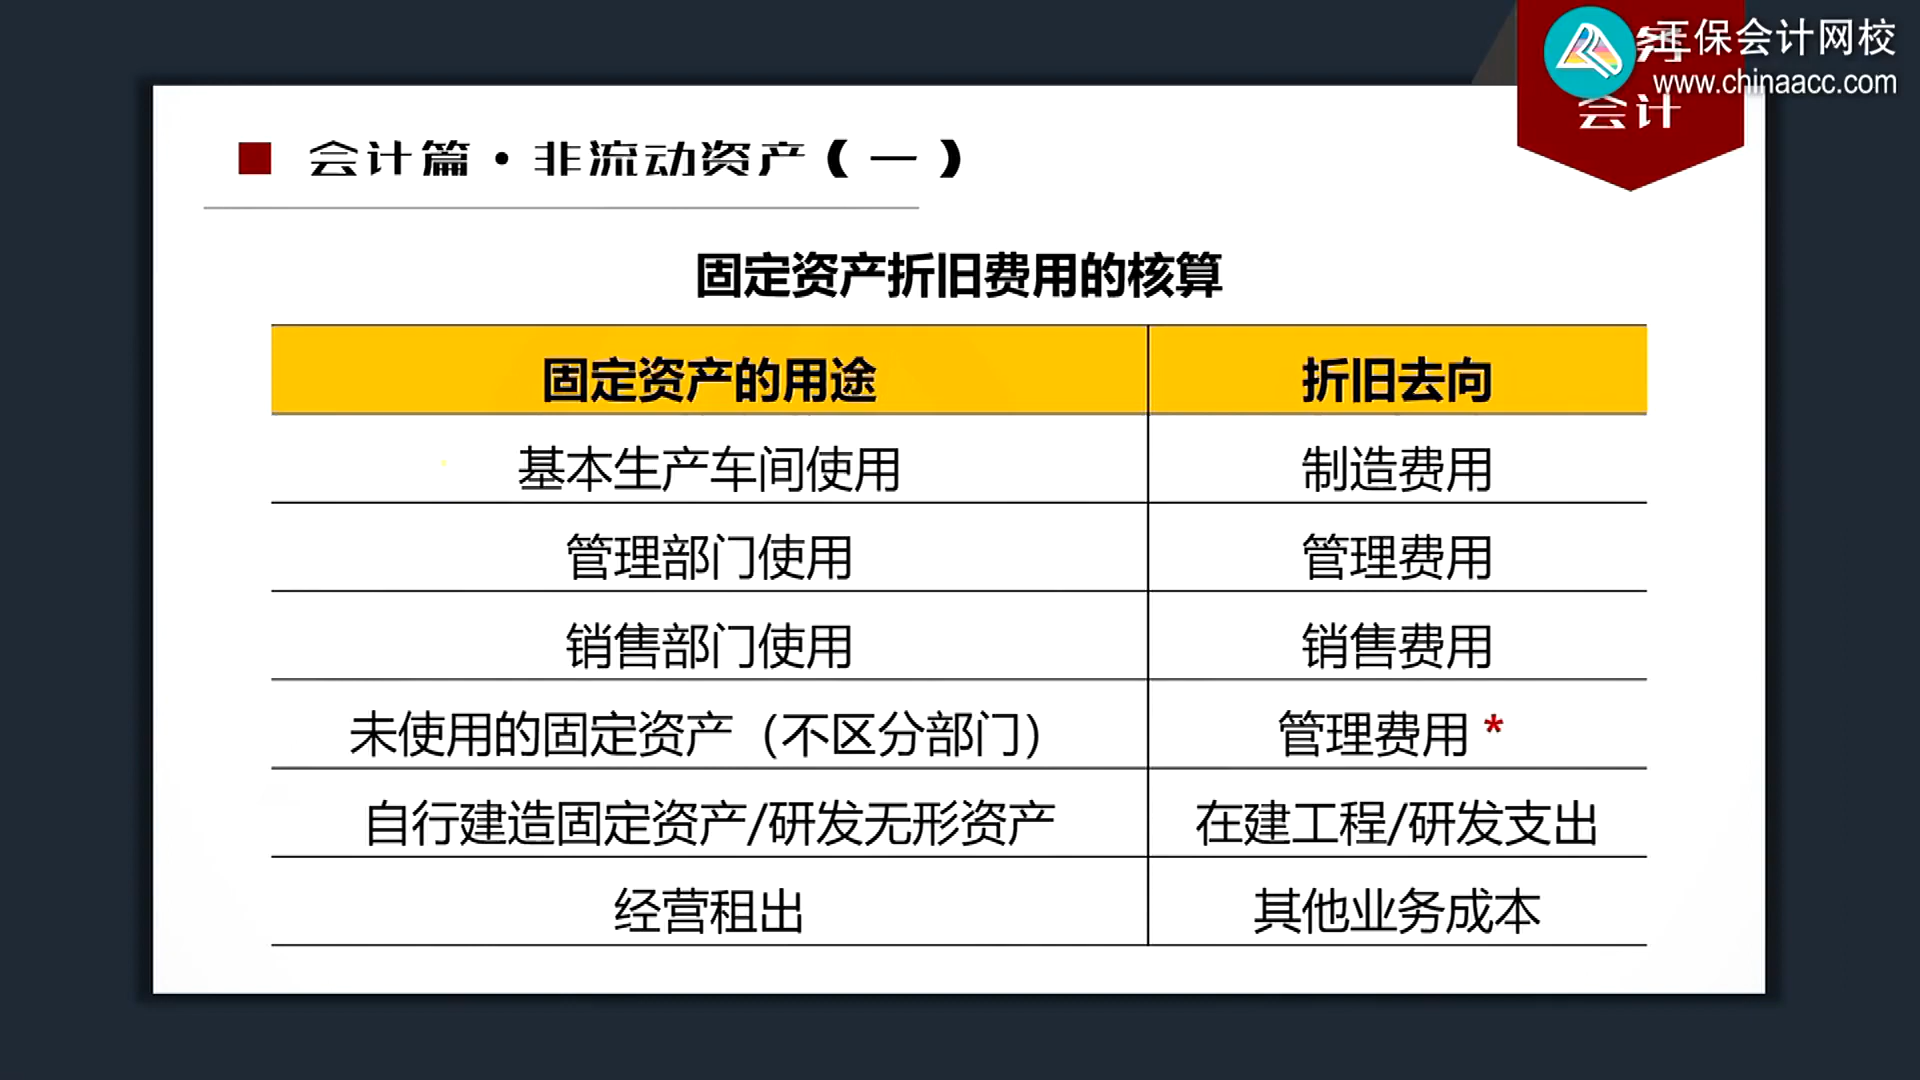 正保会计网校
www.chinaacc.com
会计
会计篇·非流动资产（一）
固定资产折旧费用的核算
固定资产的用途 折旧去向
基本生产车间使用 制造费用
管理部门使用 管理费用
销售部门使用 销售费用
未使用的固定资产（不区分部门） 管理费用 *
自行建造固定资产/研发无形资产 在建工程/研发支出
经营租出 其他业务成本